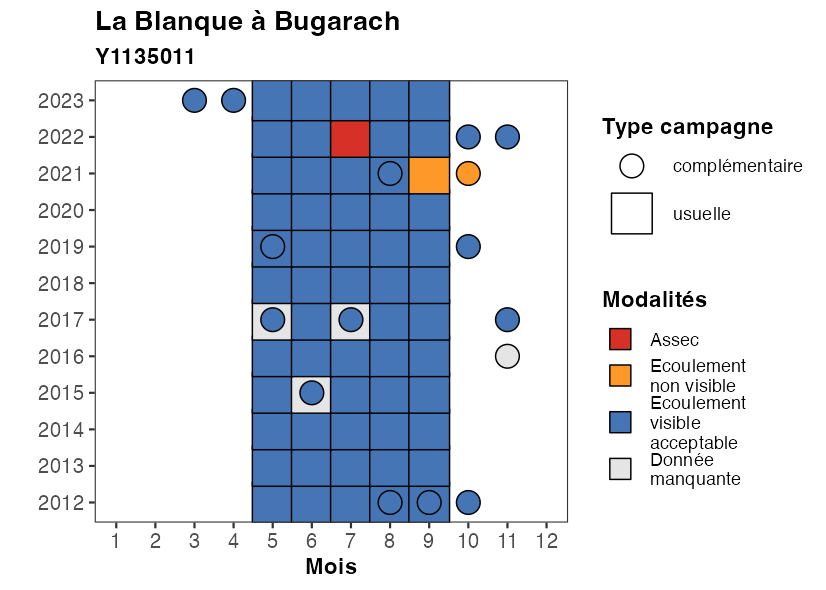 La Blanque à Bugarach
Y1135011
2023
2022
2021
2020
2019
2018
2017
2016
2015
2014
2013
2012
1 2 3 4 5 6 7 8 9 10 11 12
Mois
Type campagne
complémentaire
usuelle
Modalités
Assec
Ecoulement
non visible
Ecoulement
visible
acceptable
Donnée
manquante